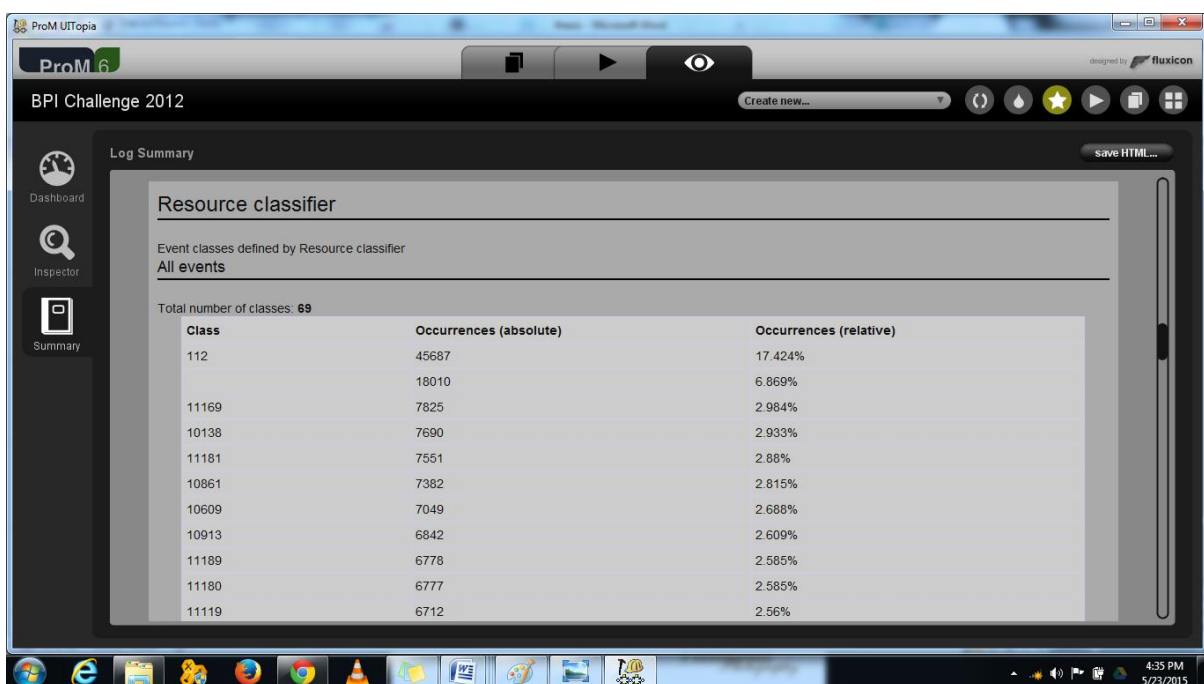 ProM UITopia
ProM 6
designed by fluxicon
BPI Challenge 2012
Create new...
Log Summary
save HTML...
Dashboard
Inspector
Summary
Resource classifier
Event classes defined by Resource classifier
All events
Total number of classes: 69
Class Occurrences (absolute) Occurrences (relative)
112 45687 17.424%
18010 6.869%
11169 7825 2.984%
10138 7690 2.933%
11181 7551 2.88%
10861 7382 2.815%
10609 7049 2.688%
10913 6842 2.609%
11189 6778 2.585%
11180 6777 2.585%
11119 6712 2.56%
4:35 PM
5/23/2015